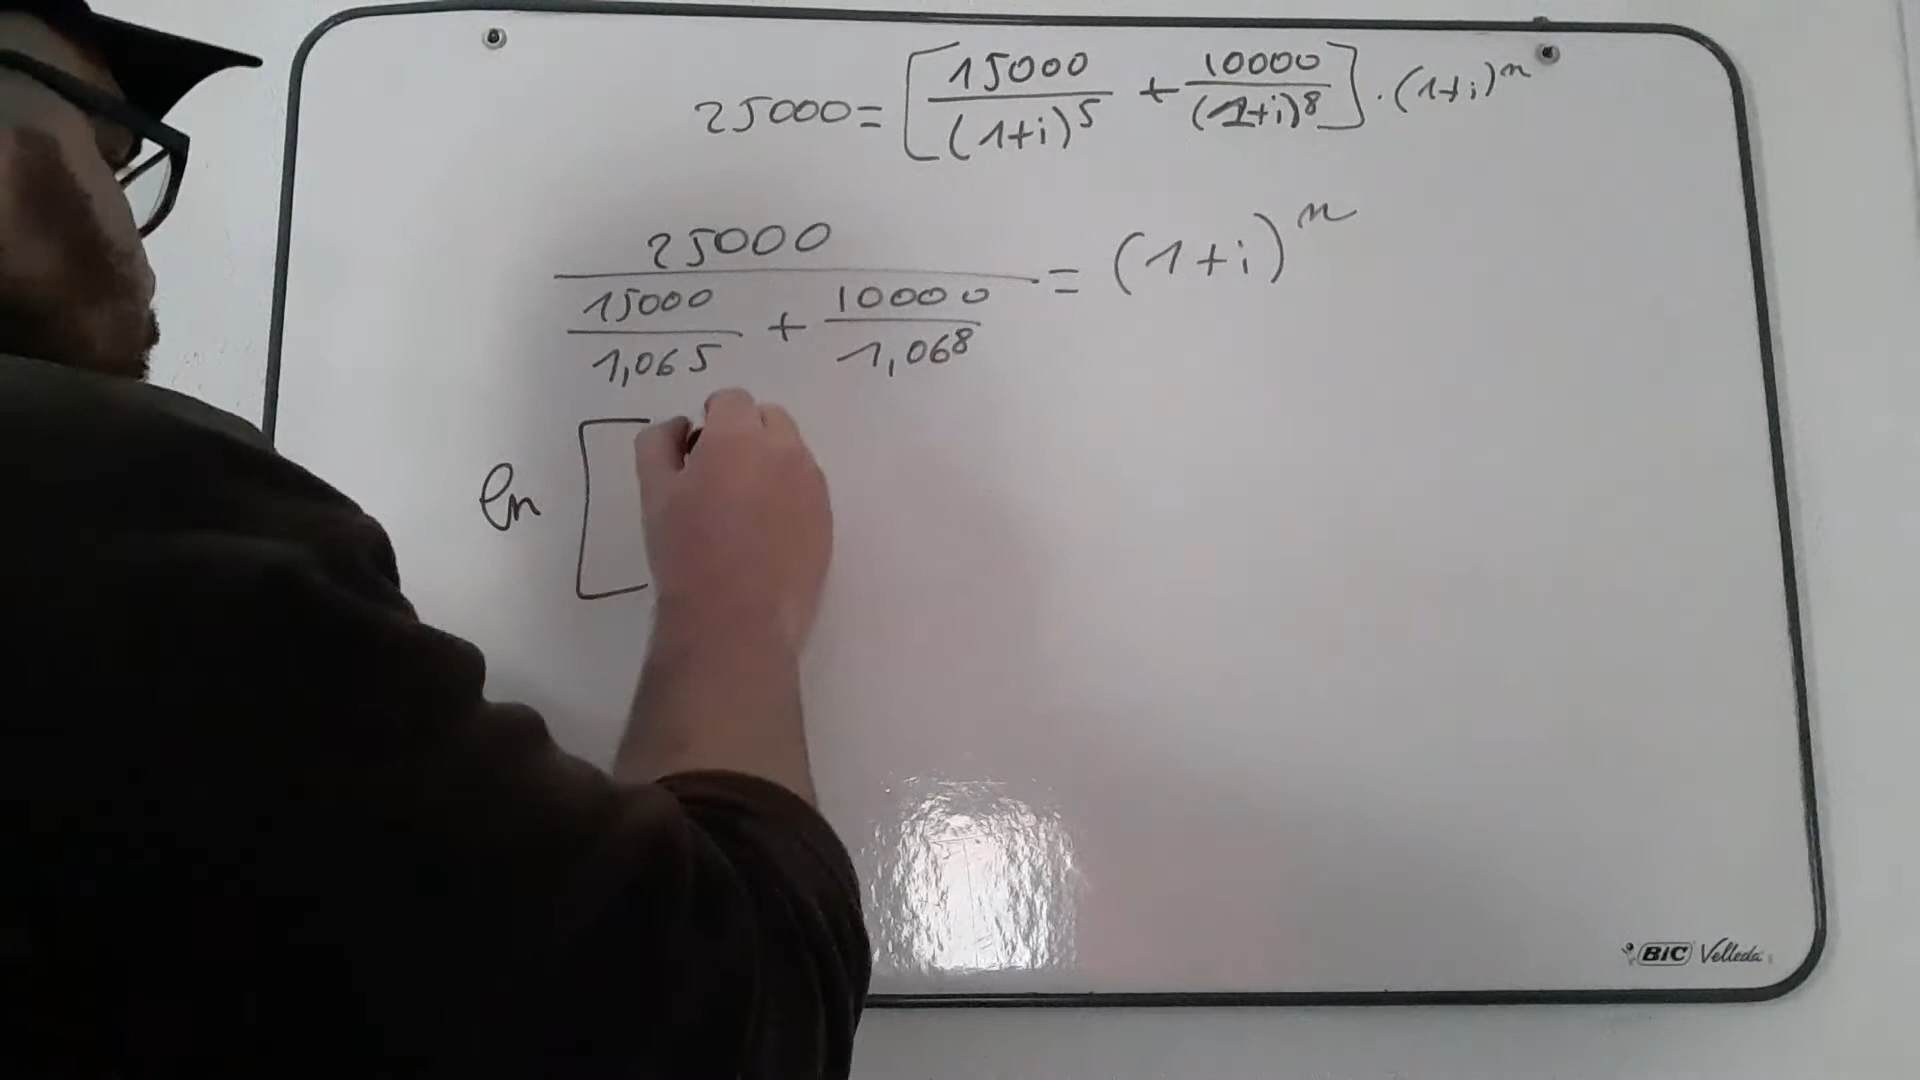 25000 = [15000/(1+i)^5 + 10000/(1+i)^8] . (1+i)^n
25000/(15000/1,06^5 + 10000/1,06^8) = (1+i)^n
ln [
BIC Velleda